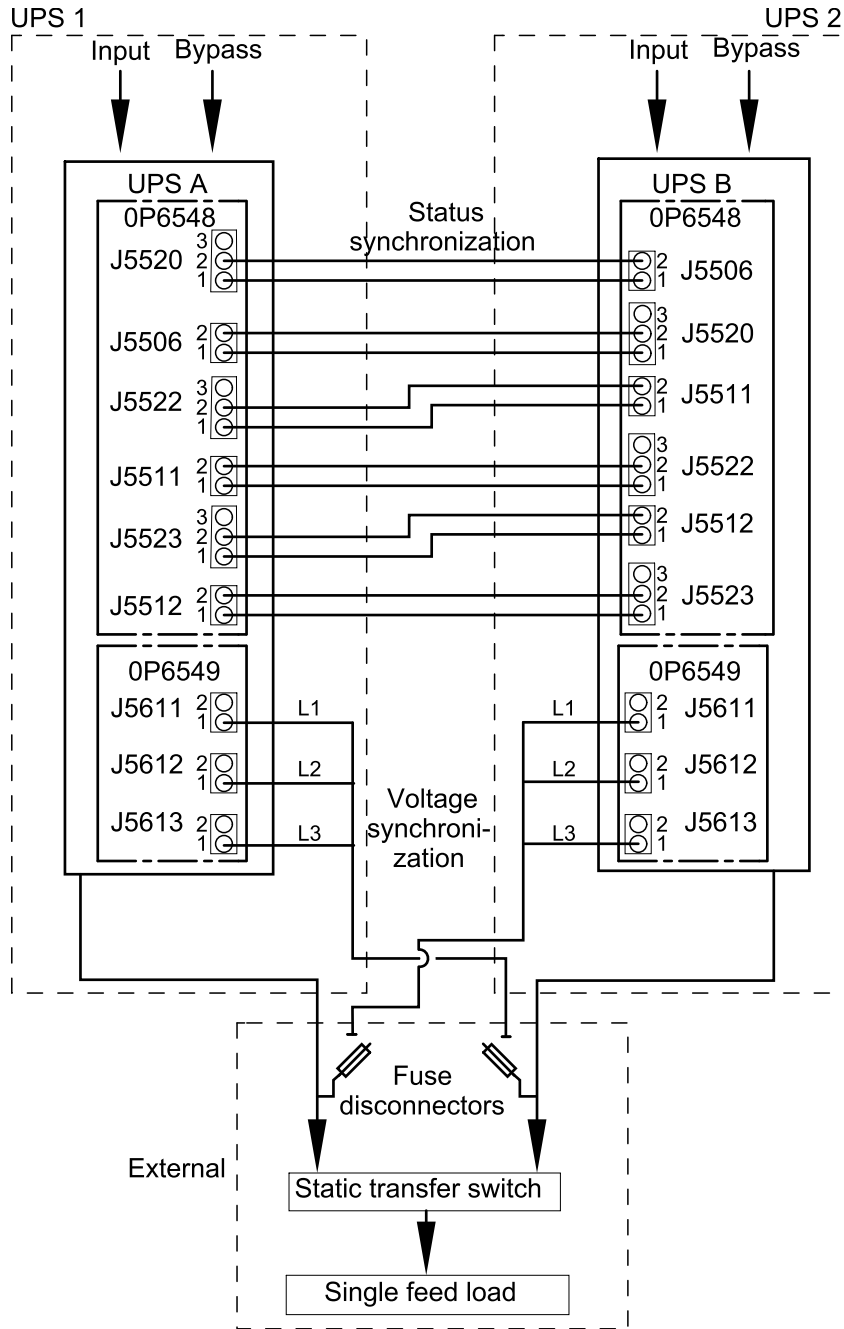 UPS 1
UPS 2
Input Bypass
Input Bypass
UPS A
0P6548
3
J5520 2
1
J5506 2
1
3
J5522 2
1
J5511 2
1
3
J5523 2
1
J5512 2
1
0P6549
J5611 2
1
J5612 2
1
J5613 2
1
Status
synchronization
UPS B
0P6548
2 J5506
1
3
2 J5520
1
2 J5511
1
3
2 J5522
1
2 J5512
1
3
2 J5523
1
0P6549
2 J5611
1
2 J5612
1
2 J5613
1
L1
L2
L3
L1
L2
L3
Voltage
synchroni-
zation
Fuse
disconnectors
External
Static transfer switch
Single feed load